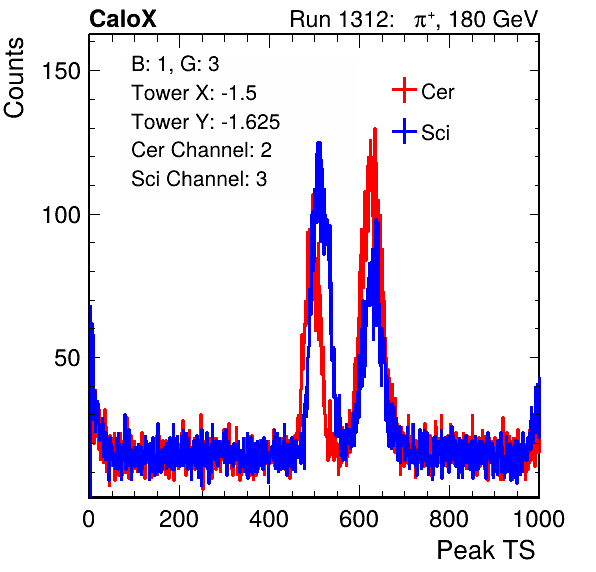 CaloX
Run 1312: π⁺, 180 GeV
Counts
B: 1, G: 3
Tower X: -1.5
Tower Y: -1.625
Cer Channel: 2
Sci Channel: 3
Cer
Sci
150
100
50
0 200 400 600 800 1000
Peak TS